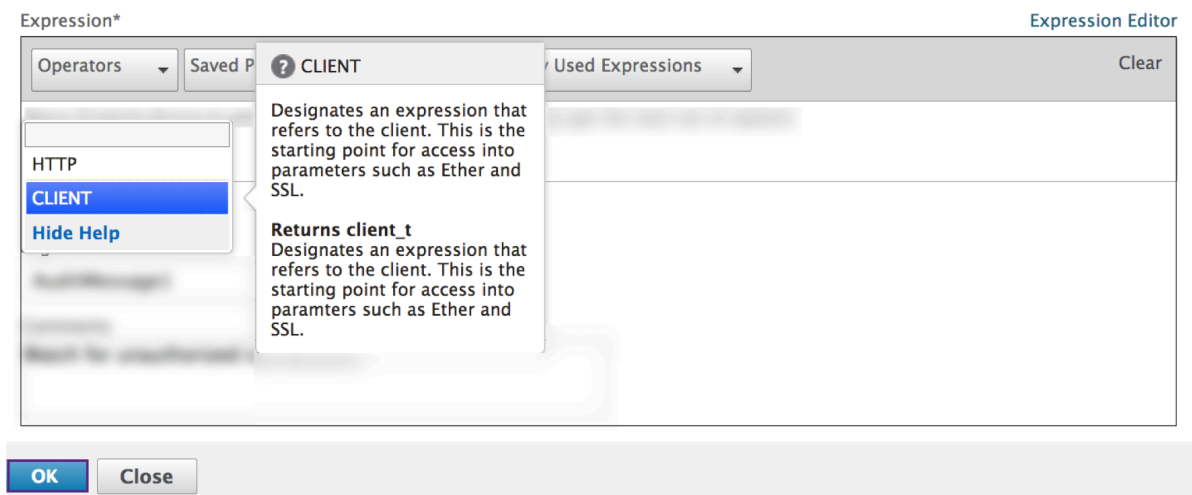 Expression*
Expression Editor
Operators
Saved P
Used Expressions
Clear
HTTP
CLIENT
Hide Help
CLIENT
Designates an expression that
refers to the client. This is the
starting point for access into
parameters such as Ether and
SSL.
Returns client_t
Designates an expression that
refers to the client. This is the
starting point for access into
paramters such as Ether and
SSL.
OK
Close